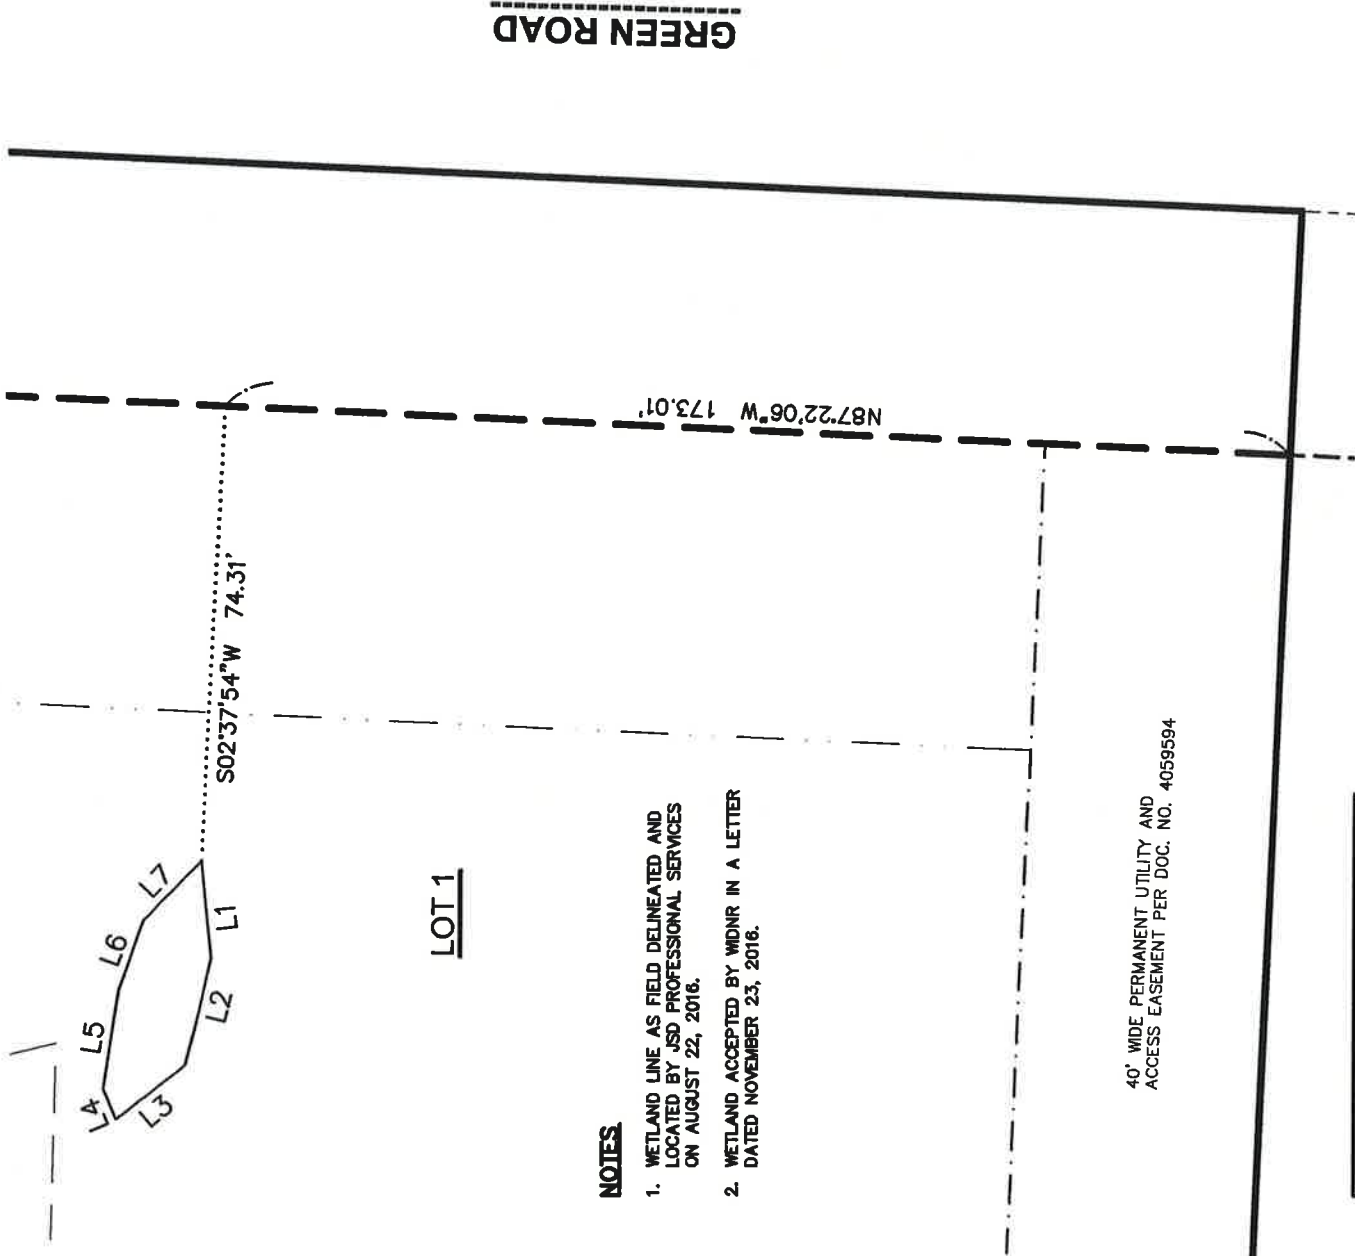 GREEN ROAD
N87°22'06"W 173.01'
S02°37'54"W 74.31'
L7
L6
L5
L4
L3
L2
L1
LOT 1
NOTES
1. WETLAND LINE AS FIELD DELINEATED AND
LOCATED BY JSD PROFESSIONAL SERVICES
ON AUGUST 22, 2016.
2. WETLAND ACCEPTED BY WIDNR IN A LETTER
DATED NOVEMBER 23, 2016.
40' WIDE PERMANENT UTILITY AND
ACCESS EASEMENT PER DOC. NO. 4059594